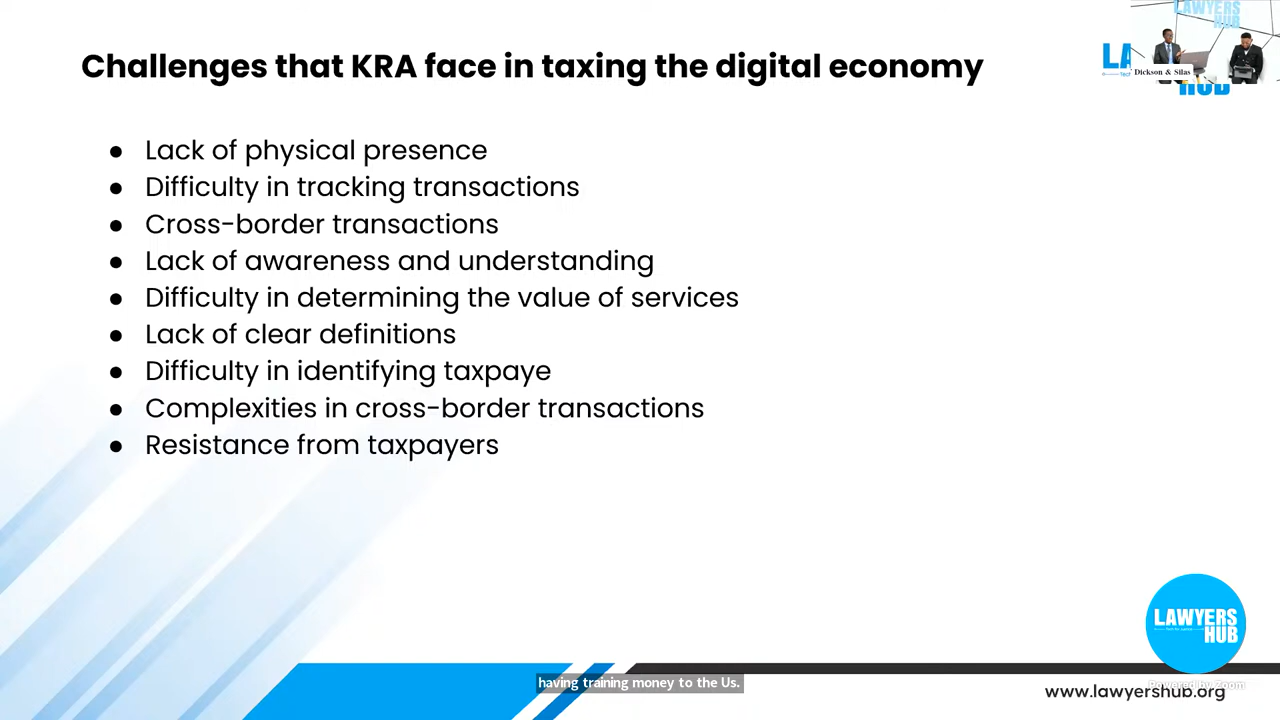 Challenges that KRA face in taxing the digital economy
LAWYERS
HUB
Dickson & Silas
● Lack of physical presence
● Difficulty in tracking transactions
● Cross-border transactions
● Lack of awareness and understanding
● Difficulty in determining the value of services
● Lack of clear definitions
● Difficulty in identifying taxpaye
● Complexities in cross-border transactions
● Resistance from taxpayers
LAWYERS
HUB
having training money to the Us.
Powered by Zoom
www.lawyershub.org